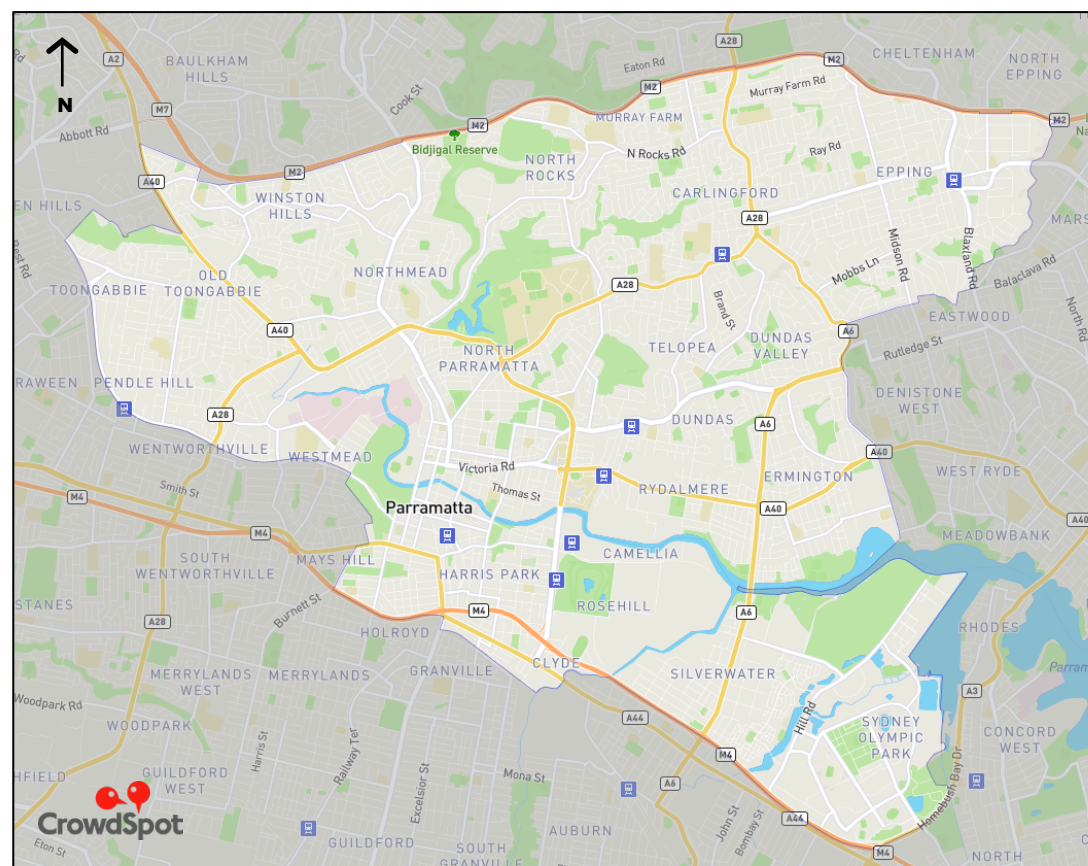 A28
CHELTENHAM
BAULKHAM
HILLS
A2
Eaton Rd
NORTH
EPPING
N
M7
Cook St
M2
M2
Murray Farm Rd
Abbott Rd
M2
MURRAY FARM
M2
Bidjigal Reserve
NORTH
ROCKS
N Rocks Rd
Ray Rd
M2
A40
EPPING
WINSTON
HILLS
CARLINGFORD
A28
EN HILLS
MARS
Best Rd
Midson Rd
Blaxland Rd
OLD
TOONGABBIE
TOONGABBIE
NORTHMEAD
Mobbs Ln
Balaclava Rd
A28
Brand St
EASTWOOD
North Rd
A40
A6
DUNDAS
VALLEY
TELOPEA
Rutledge St
NORTH
PARRAMATTA
RAWEEN
PENDLE HILL
DENISTONE
WEST
A28
DUNDAS
A6
WENTWORTHVILLE
A40
WESTMEAD
Victoria Rd
ERMINGTON
WEST RYDE
Smith St
Thomas St
RYDALMERE
M4
Parramatta
A40
A40
M4
MEADOWBANK
SOUTH
WENTWORTHVILLE
MAYS HILL
CAMELLIA
HARRIS PARK
STANES
Burnett St
ROSEHILL
A28
M4
A6
RHODES
HOLROYD
MERRYLANDS
WEST
MERRYLANDS
GRANVILLE
CLYDE
SILVERWATER
Parram
Woodpark Rd
A3
WOODPARK
Harris St
Railway Ter
A44
Hill Rd
SYDNEY
OLYMPIC
PARK
CONCORD
WEST
M4
HFIELD
GUILDFORD
WEST
Excelsior St
Mona St
A6
Homebush Bay Dr
CrowdSpot
John St
Bombay St
A44
AUBURN
Eton St
GUILDFORD
SOUTH
GRANVILLE
M4
NORTH